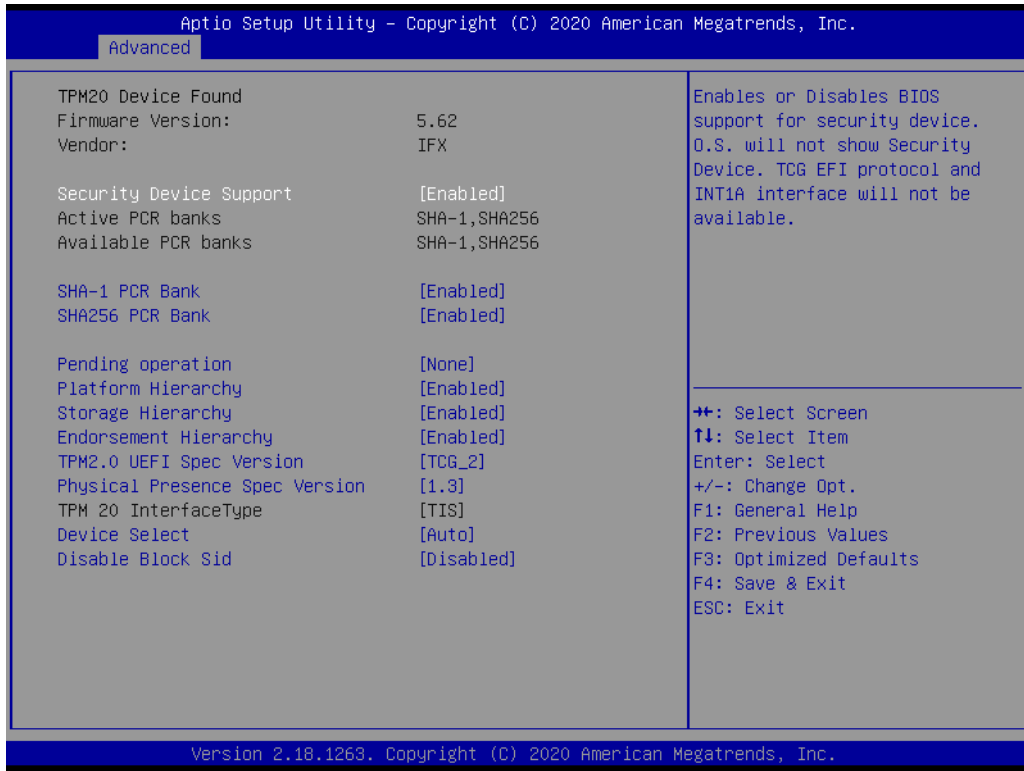 Aptio Setup Utility – Copyright (C) 2020 American Megatrends, Inc.
Advanced
TPM20 Device Found
Firmware Version: 5.62
Vendor: IFX
Security Device Support [Enabled]
Active PCR banks SHA-1,SHA256
Available PCR banks SHA-1,SHA256
SHA-1 PCR Bank [Enabled]
SHA256 PCR Bank [Enabled]
Pending operation [None]
Platform Hierarchy [Enabled]
Storage Hierarchy [Enabled]
Endorsement Hierarchy [Enabled]
TPM2.0 UEFI Spec Version [TCG_2]
Physical Presence Spec Version [1.3]
TPM 20 InterfaceType [TIS]
Device Select [Auto]
Disable Block Sid [Disabled]
Enables or Disables BIOS
support for security device.
O.S. will not show Security
Device. TCG EFI protocol and
INT1A interface will not be
available.
→←: Select Screen
↑↓: Select Item
Enter: Select
+/-: Change Opt.
F1: General Help
F2: Previous Values
F3: Optimized Defaults
F4: Save & Exit
ESC: Exit
Version 2.18.1263. Copyright (C) 2020 American Megatrends, Inc.